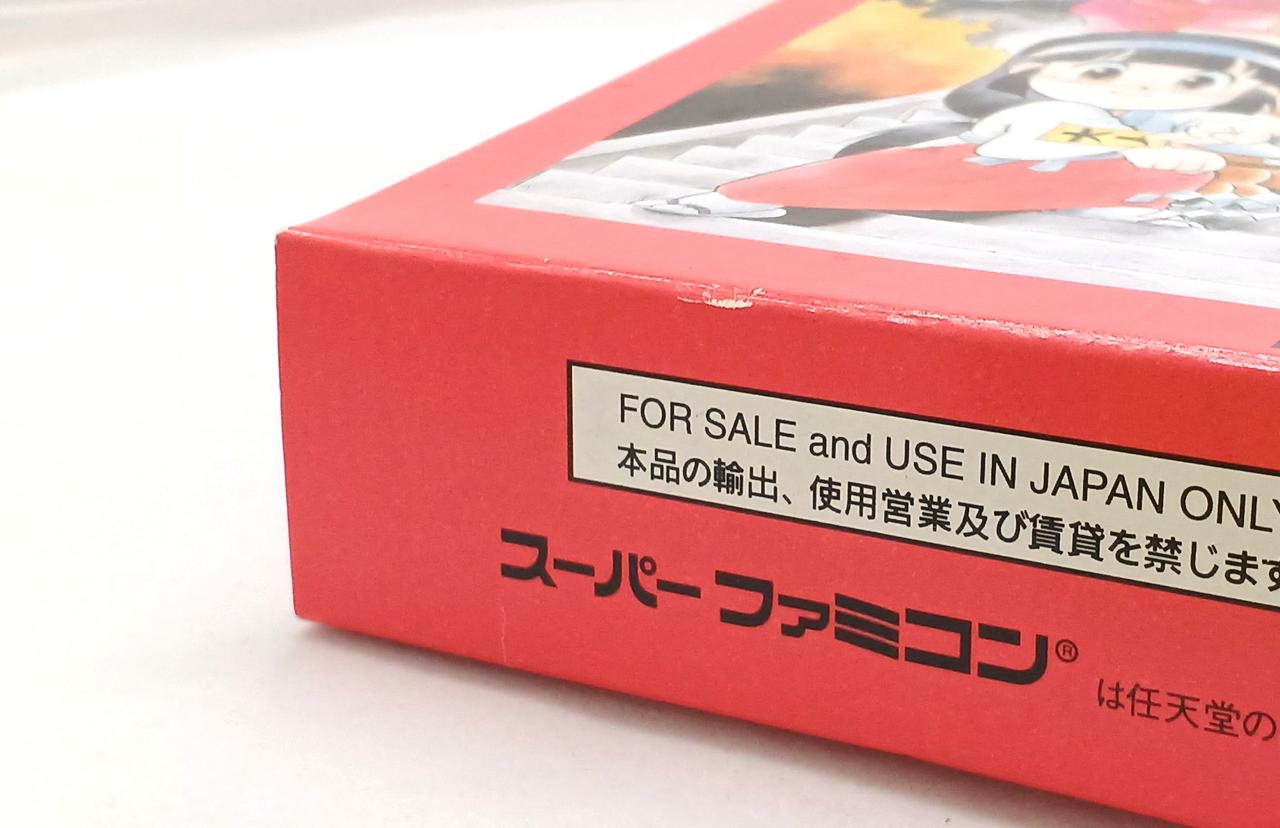 FOR SALE and USE IN JAPAN ONLY
本品の輸出、使用営業及び賃貸を禁じます
スーパーファミコン®
は任天堂の